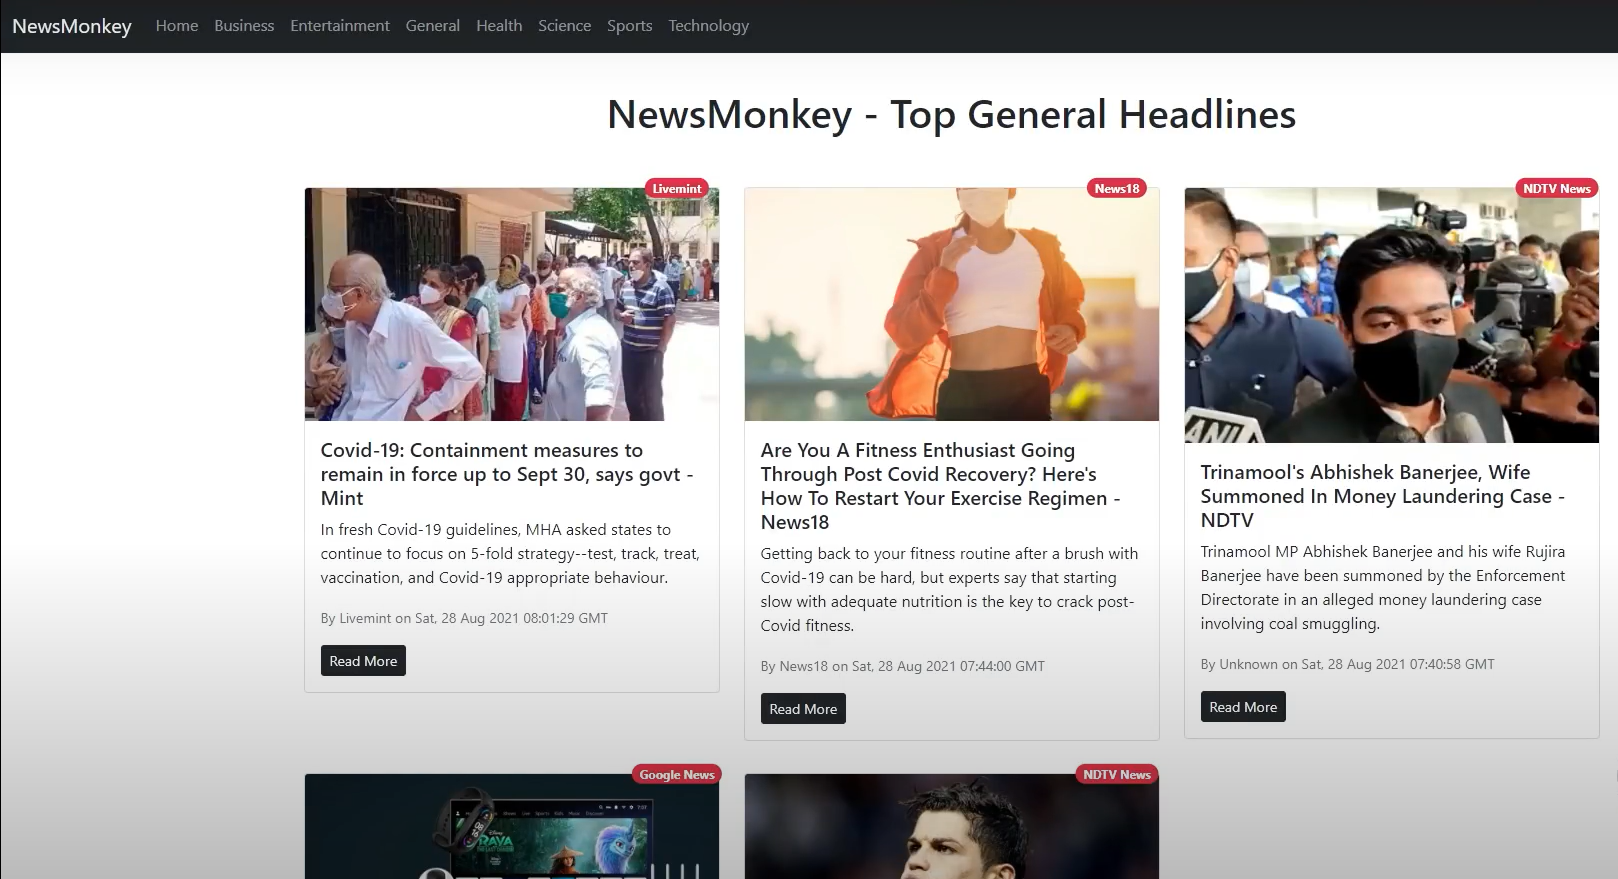 NewsMonkey Home Business Entertainment General Health Science Sports Technology
NewsMonkey - Top General Headlines
Livemint
Covid-19: Containment measures to
remain in force up to Sept 30, says govt -
Mint
In fresh Covid-19 guidelines, MHA asked states to
continue to focus on 5-fold strategy--test, track, treat,
vaccination, and Covid-19 appropriate behaviour.
By Livemint on Sat, 28 Aug 2021 08:01:29 GMT
Read More
News18
Are You A Fitness Enthusiast Going
Through Post Covid Recovery? Here's
How To Restart Your Exercise Regimen -
News18
Getting back to your fitness routine after a brush with
Covid-19 can be hard, but experts say that starting
slow with adequate nutrition is the key to crack post-
Covid fitness.
By News18 on Sat, 28 Aug 2021 07:44:00 GMT
Read More
NDTV News
ANI
Trinamool's Abhishek Banerjee, Wife
Summoned In Money Laundering Case -
NDTV
Trinamool MP Abhishek Banerjee and his wife Rujira
Banerjee have been summoned by the Enforcement
Directorate in an alleged money laundering case
involving coal smuggling.
By Unknown on Sat, 28 Aug 2021 07:40:58 GMT
Read More
Google News
RAYA
NDTV News